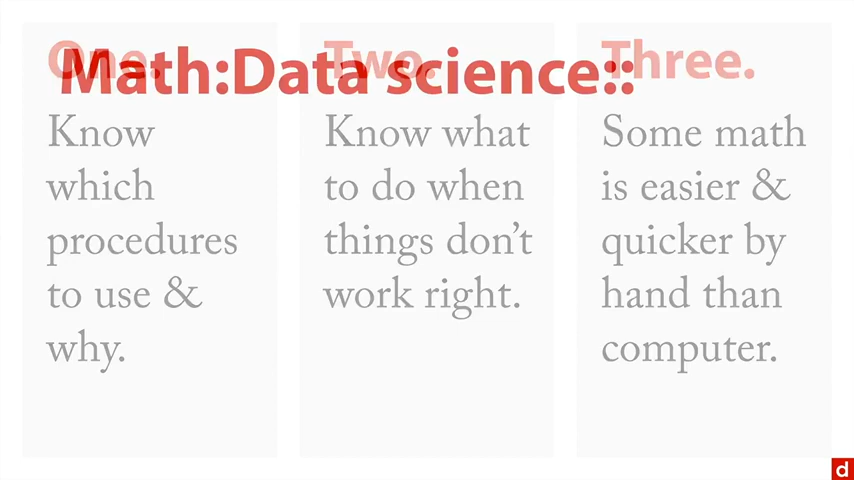 Math:Data science::
One.
Know
which
procedures
to use &
why.
Two.
Know what
to do when
things don't
work right.
Three.
Some math
is easier &
quicker by
hand than
computer.
d